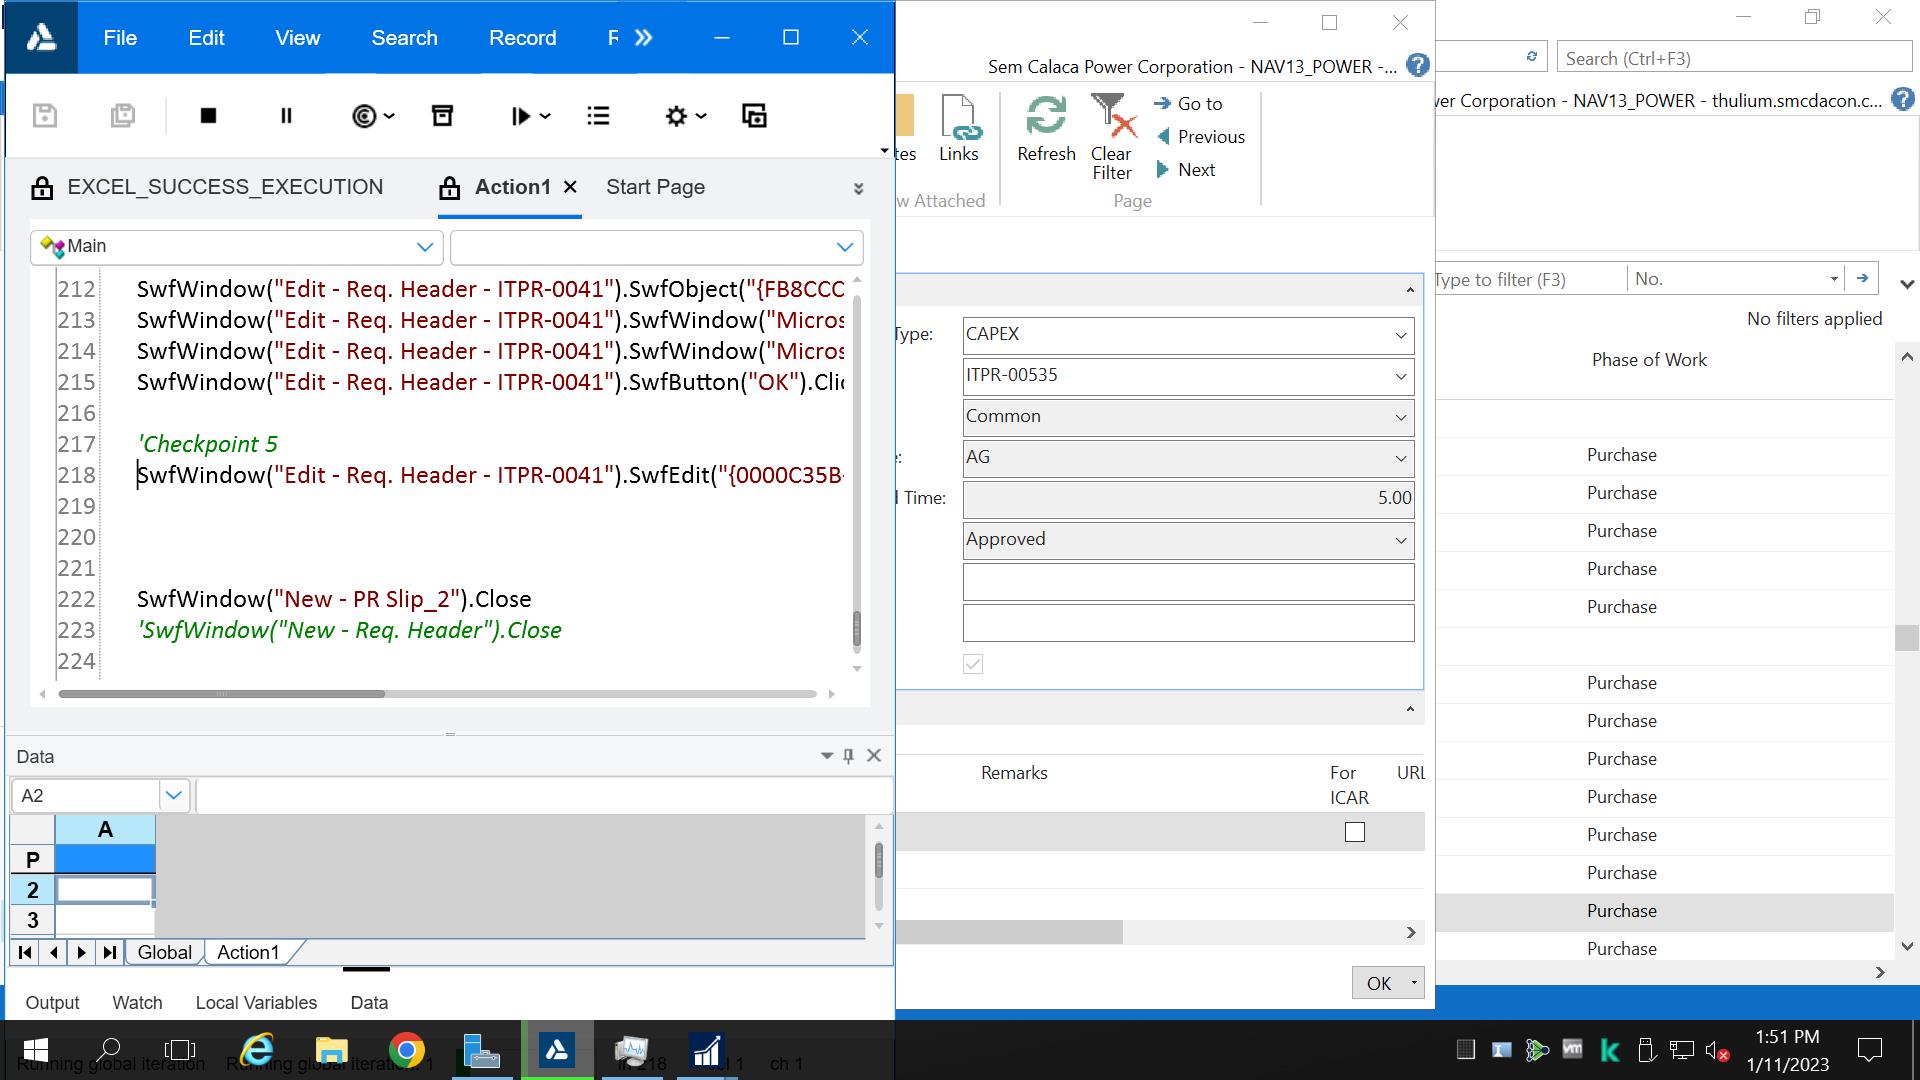 File Edit View Search Record
EXCEL_SUCCESS_EXECUTION Action1 Start Page
Main
212 SwfWindow("Edit - Req. Header - ITPR-0041").SwfObject("{FB8CCC
213 SwfWindow("Edit - Req. Header - ITPR-0041").SwfWindow("Micros
214 SwfWindow("Edit - Req. Header - ITPR-0041").SwfWindow("Micros
215 SwfWindow("Edit - Req. Header - ITPR-0041").SwfButton("OK").Clic
216
217 'Checkpoint 5
218 SwfWindow("Edit - Req. Header - ITPR-0041").SwfEdit("{0000C35B-
219
220
221
222 SwfWindow("New - PR Slip_2").Close
223 'SwfWindow("New - Req. Header").Close
224
Data
A2
A
P
2
3
Global Action1
Output Watch Local Variables Data
Sem Calaca Power Corporation - NAV13_POWER -...
Links
Refresh
Clear Filter
Go to
Previous
Next
w Attached
Page
Type: CAPEX
ITPR-00535
Common
AG
Time: 5.00
Approved
Remarks
For ICAR
URL
OK
Search (Ctrl+F3)
er Corporation - NAV13_POWER - thulium.smcdacon.c...
Type to filter (F3) No.
No filters applied
Phase of Work
Purchase
Purchase
Purchase
Purchase
Purchase
Purchase
Purchase
Purchase
Purchase
Purchase
Purchase
Purchase
Purchase
Running global iteration Running global iteration: 1 ln 218 ch 1
1:51 PM
1/11/2023